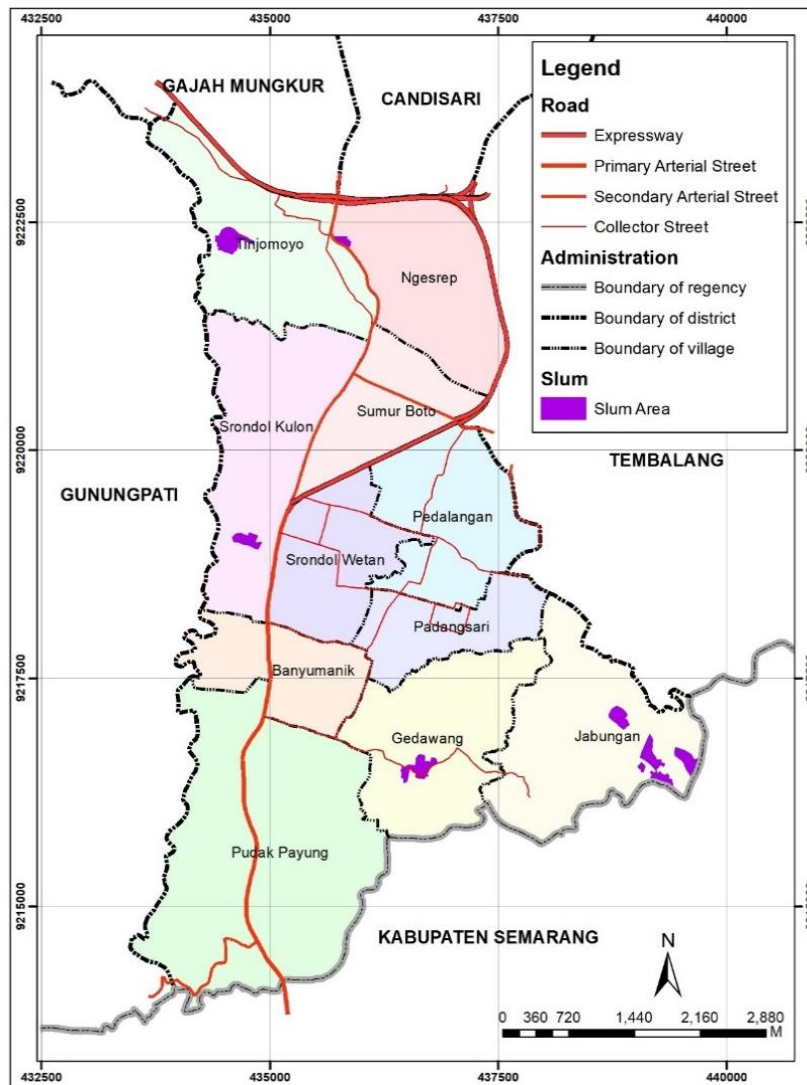 432500 435000 437500 440000
GAJAH MUNGKUR
CANDISARI
Legend
Road
Expressway
Primary Arterial Street
Secondary Arterial Street
Collector Street
Administration
Boundary of regency
Boundary of district
Boundary of village
Slum
Slum Area
9922500
Tinjomoyo
Ngesrep
Sumur Boto
Srondol Kulon
9220000
TEMBALANG
GUNUNGPATI
Pedalangan
Srondol Wetan
Padangsari
9217500
Banyumanik
Gedawang
Jabungan
Pudak Payung
9215000
KABUPATEN SEMARANG
N
0 360 720 1,440 2,160 2,880
M
432500 435000 437500 440000